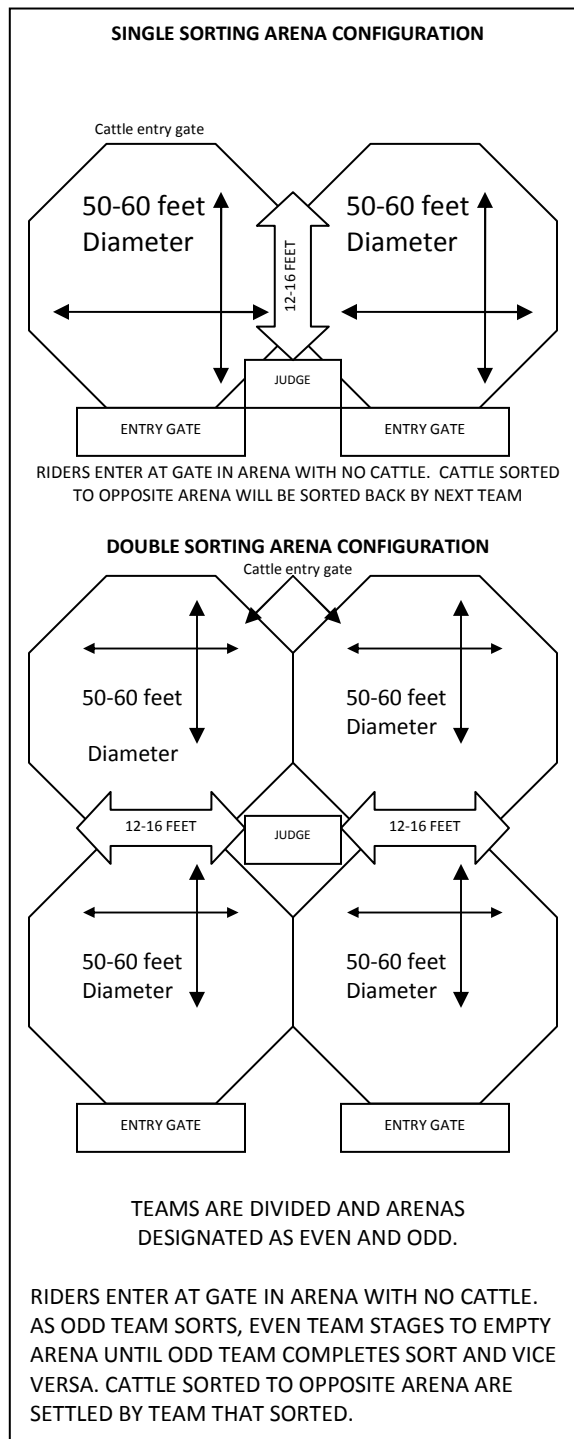 SINGLE SORTING ARENA CONFIGURATION
Cattle entry gate
50-60 feet
Diameter
50-60 feet
Diameter
12-16 FEET
JUDGE
ENTRY GATE
ENTRY GATE
RIDERS ENTER AT GATE IN ARENA WITH NO CATTLE. CATTLE SORTED
TO OPPOSITE ARENA WILL BE SORTED BACK BY NEXT TEAM
DOUBLE SORTING ARENA CONFIGURATION
Cattle entry gate
50-60 feet
Diameter
50-60 feet
Diameter
12-16 FEET
JUDGE
12-16 FEET
50-60 feet
Diameter
50-60 feet
Diameter
ENTRY GATE
ENTRY GATE
TEAMS ARE DIVIDED AND ARENAS
DESIGNATED AS EVEN AND ODD.
RIDERS ENTER AT GATE IN ARENA WITH NO CATTLE.
AS ODD TEAM SORTS, EVEN TEAM STAGES TO EMPTY
ARENA UNTIL ODD TEAM COMPLETES SORT AND VICE
VERSA. CATTLE SORTED TO OPPOSITE ARENA ARE
SETTLED BY TEAM THAT SORTED.